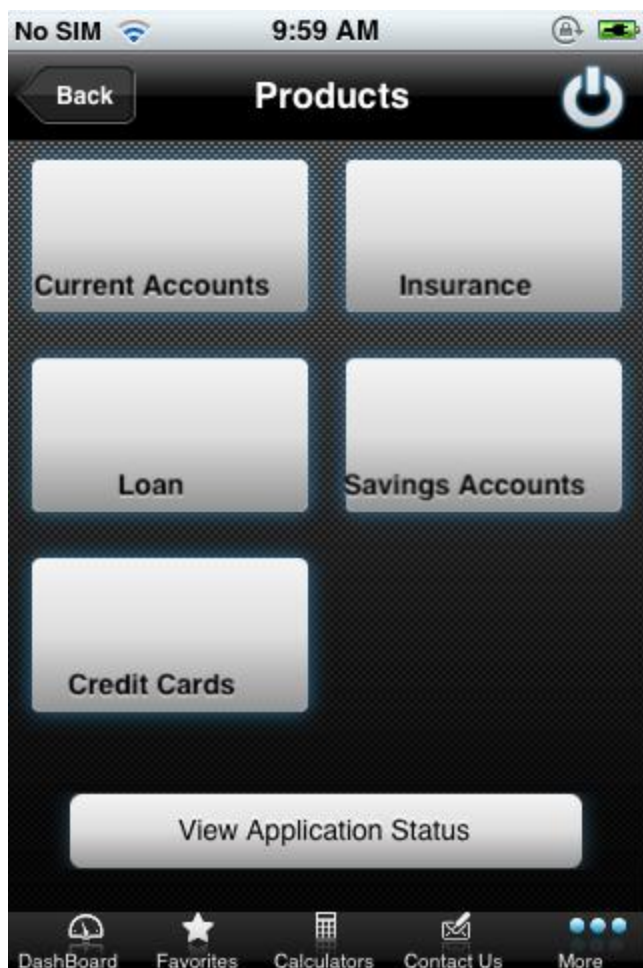 No SIM 9:59 AM
Back Products
Current Accounts Insurance
Loan Savings Accounts
Credit Cards
View Application Status
DashBoard Favorites Calculators Contact Us More